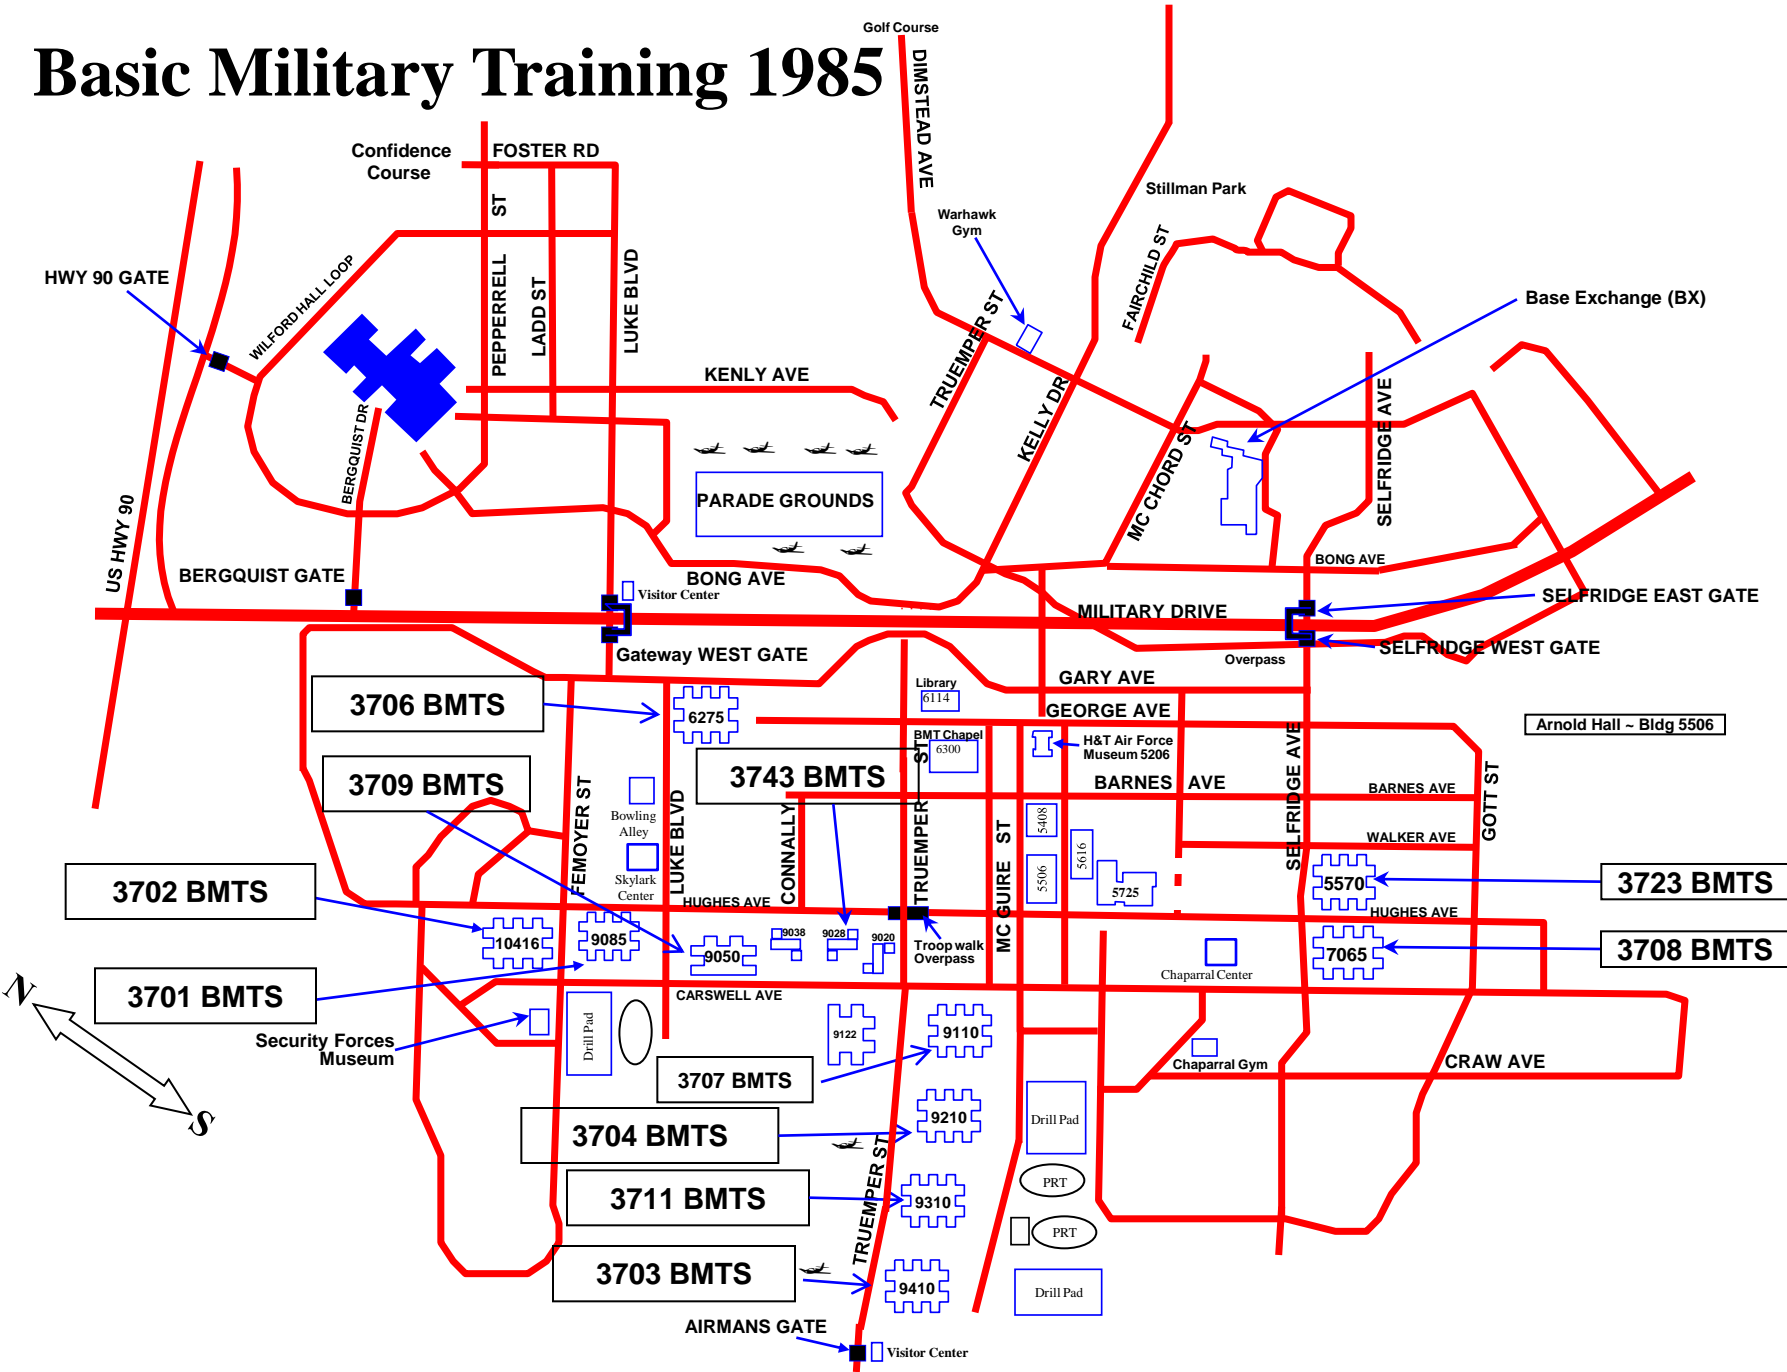 Basic Military Training 1985
Golf Course
DIMSTEAD AVE
Confidence
Course
FOSTER RD
Stillman Park
Warhawk
Gym
FAIRCHILD ST
HWY 90 GATE
WILFORD HALL LOOP
PEPPERRELL ST
LADD ST
LUKE BLVD
TRUEMPER ST
Base Exchange (BX)
KENLY AVE
KELLY DR
MC CHORD ST
SELFRIDGE AVE
BERGQUIST DR
PARADE GROUNDS
US HWY 90
BERGQUIST GATE
BONG AVE
BONG AVE
Visitor Center
MILITARY DRIVE
SELFRIDGE EAST GATE
SELFRIDGE WEST GATE
Overpass
Gateway WEST GATE
GARY AVE
Library
6114
3706 BMTS
6275
GEORGE AVE
Arnold Hall ~ Bldg 5506
BMT Chapel
6300
H&T Air Force
Museum 5206
3709 BMTS
3743 BMTS
BARNES AVE
BARNES AVE
SELFRIDGE AVE
GOTT ST
FEMOYER ST
Bowling
Alley
LUKE BLVD
CONNALLY
TRUEMPER ST
MC GUIRE ST
5408
5616
5506
5725
WALKER AVE
Skylark
Center
3702 BMTS
5570
3723 BMTS
HUGHES AVE
HUGHES AVE
10416
9085
9050
9038
9028
9020
Troop walk
Overpass
Chaparral Center
7065
3708 BMTS
N
3701 BMTS
CARSWELL AVE
Security Forces
Museum
Drill Pad
9122
9110
Chaparral Gym
CRAW AVE
3707 BMTS
S
3704 BMTS
9210
Drill Pad
TRUEMPER ST
3711 BMTS
9310
PRT
PRT
3703 BMTS
9410
Drill Pad
AIRMANS GATE
Visitor Center